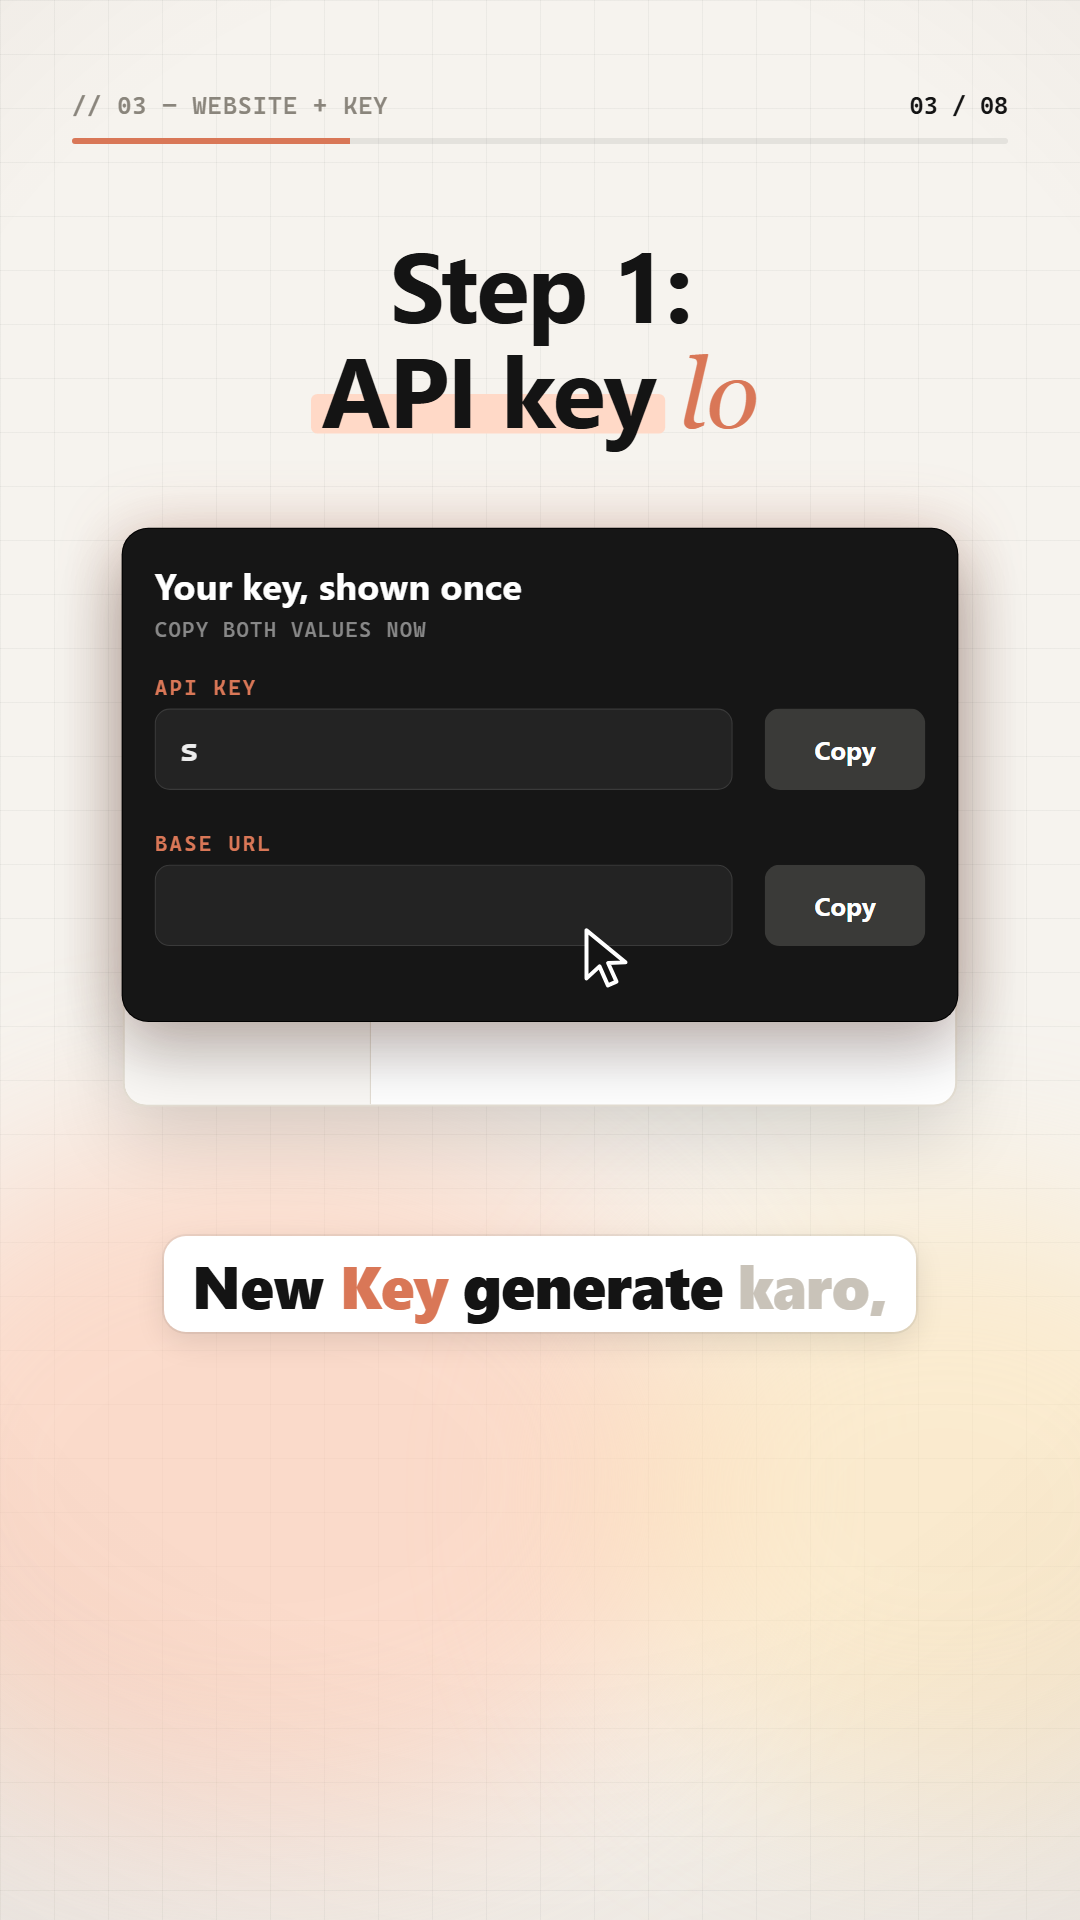 // 03 — WEBSITE + KEY
03 / 08
Step 1:
API key lo
Your key, shown once
COPY BOTH VALUES NOW
API KEY
s
Copy
BASE URL
Copy
New Key generate karo,